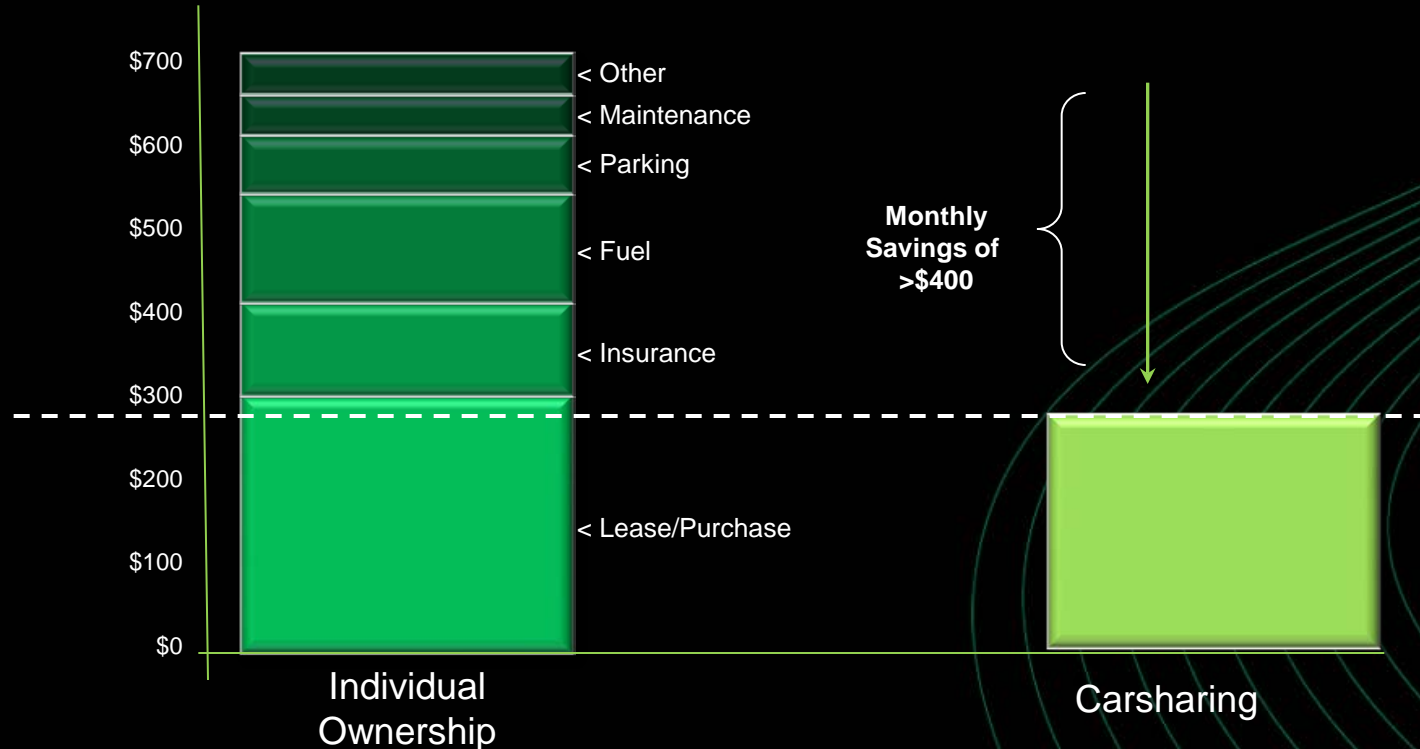 $700
$600
$500
$400
$300
$200
$100
$0
< Other
< Maintenance
< Parking
< Fuel
< Insurance
< Lease/Purchase
Monthly
Savings of
>$400
Individual
Ownership
Carsharing